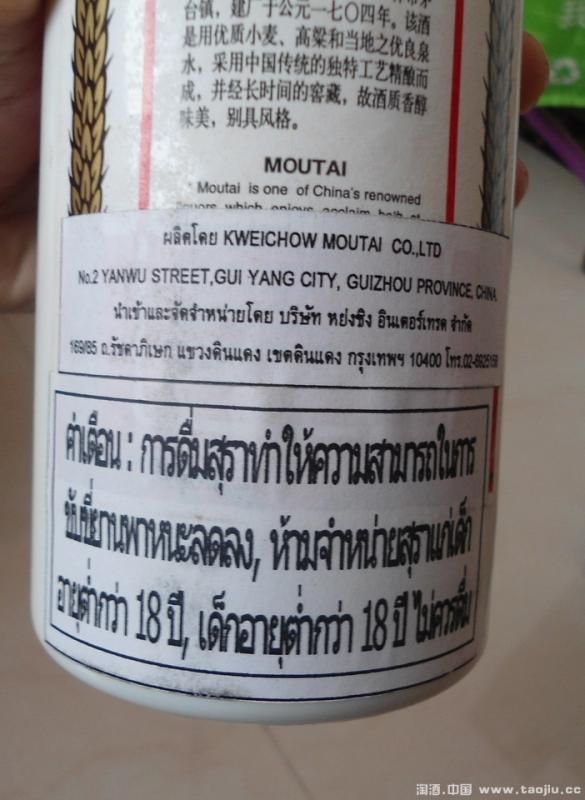 台镇，建厂于公元一七〇四年，该酒
是用优质小麦、高粱和当地之优良泉
水，采用中国传统的独特工艺精酿而
成，并经长时间的窖藏，故酒质香醇
味美，别具风格。
MOUTAI
Moutai is one of China's renowned
liquors which enjoys acclaim both at
ผลิตโดย KWEICHOW MOUTAI CO.,LTD
No.2 YANWU STREET,GUI YANG CITY, GUIZHOU PROVINCE, CHINA.
นำเข้าและจัดจำหน่ายโดย บริษัท หย่งชิง อินเตอร์เทรด จำกัด
169/85 ถ.รัชดาภิเษก แขวงดินแดง เขตดินแดง กรุงเทพฯ 10400 โทร.02-
คำเตือน : การดื่มสุราทำให้ความสามารถในการ
ขับขี่ยานพาหนะลดลง, ห้ามจำหน่ายสุราแก่เด็ก
อายุต่ำกว่า 18 ปี, เด็กอายุต่ำกว่า 18 ปี ไม่ควรดื่ม
淘酒.中国 www.taojiu.cc